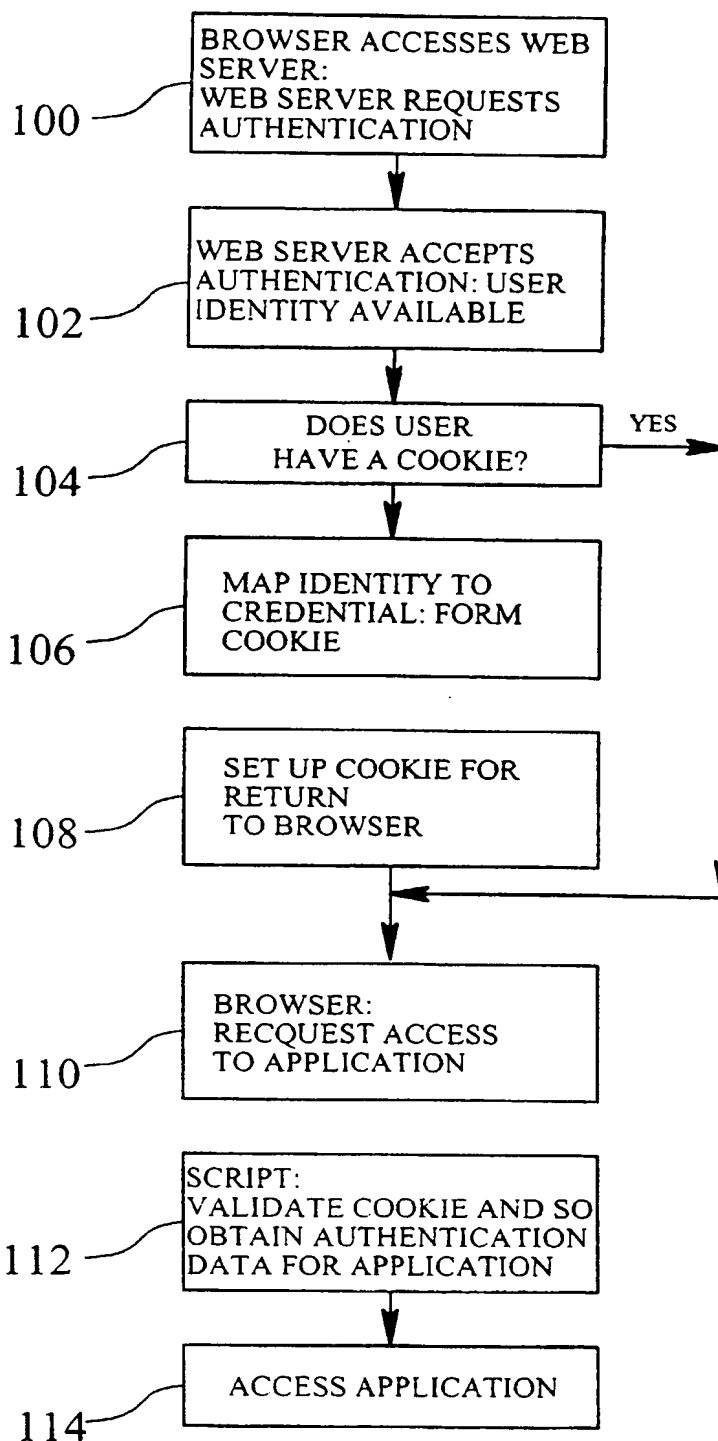 BROWSER ACCESSES WEB
SERVER:
WEB SERVER REQUESTS
AUTHENTICATION
100
WEB SERVER ACCEPTS
AUTHENTICATION: USER
IDENTITY AVAILABLE
102
DOES USER
HAVE A COOKIE?
YES
104
MAP IDENTITY TO
CREDENTIAL: FORM
COOKIE
106
SET UP COOKIE FOR
RETURN
TO BROWSER
108
BROWSER:
RECQUEST ACCESS
TO APPLICATION
110
SCRIPT:
VALIDATE COOKIE AND SO
OBTAIN AUTHENTICATION
DATA FOR APPLICATION
112
ACCESS APPLICATION
114